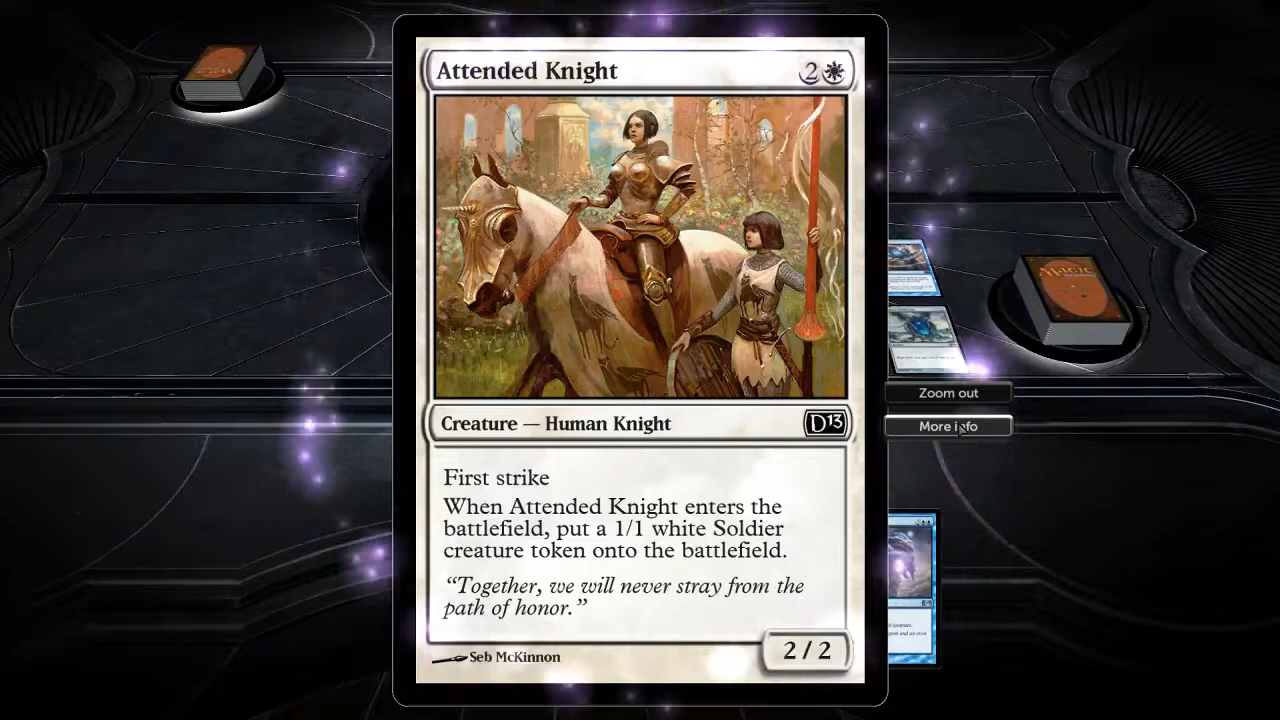 Attended Knight 2
Creature — Human Knight D13
First strike
When Attended Knight enters the
battlefield, put a 1/1 white Soldier
creature token onto the battlefield.
“Together, we will never stray from the
path of honor.”
2 / 2
Seb McKinnon
MAGIC
Zoom out
More info